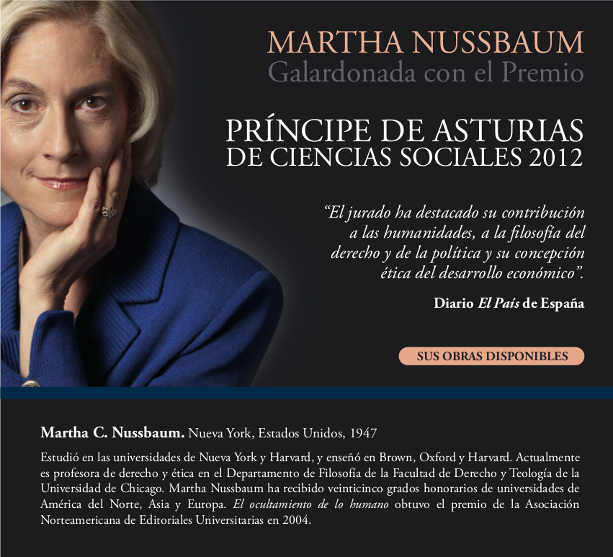 MARTHA NUSSBAUM
Galardonada con el Premio
PRÍNCIPE DE ASTURIAS
DE CIENCIAS SOCIALES 2012
“El jurado ha destacado su contribución
a las humanidades, a la filosofía del
derecho y de la política y su concepción
ética del desarrollo económico”.
Diario El País de España
SUS OBRAS DISPONIBLES
Martha C. Nussbaum. Nueva York, Estados Unidos, 1947
Estudió en las universidades de Nueva York y Harvard, y enseñó en Brown, Oxford y Harvard. Actualmente
es profesora de derecho y ética en el Departamento de Filosofía de la Facultad de Derecho y Teología de la
Universidad de Chicago. Martha Nussbaum ha recibido veinticinco grados honorarios de universidades de
América del Norte, Asia y Europa. El ocultamiento de lo humano obtuvo el premio de la Asociación
Norteamericana de Editoriales Universitarias en 2004.